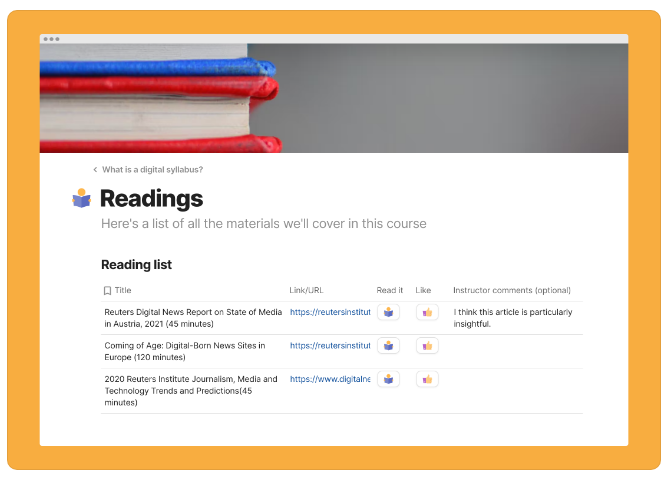 What is a digital syllabus?
Readings
Here's a list of all the materials we'll cover in this course
Reading list
Title Link/URL Read it Like Instructor comments (optional)
Reuters Digital News Report on State of Media https://reutersinstitut I think this article is particularly
in Austria, 2021 (45 minutes) insightful.
Coming of Age: Digital-Born News Sites in https://reutersinstitut
Europe (120 minutes)
2020 Reuters Institute Journalism, Media and https://www.digitalne
Technology Trends and Predictions(45
minutes)